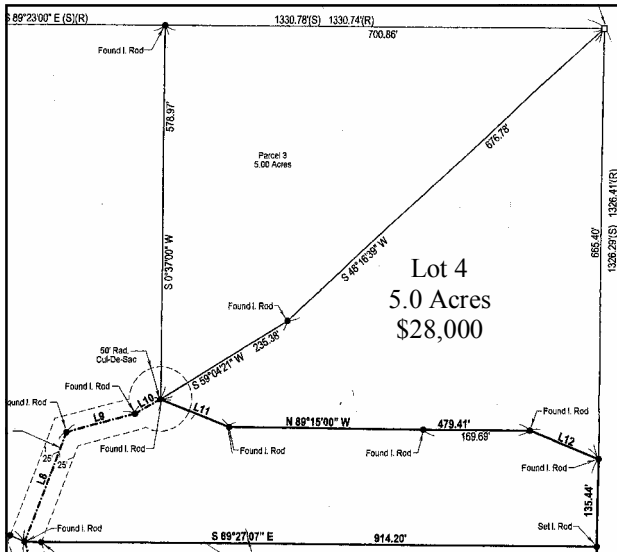 S 89°23'00" E (S)(R)
1330.78'(S) 1330.74'(R)
700.86'
Found I. Rod
578.97'
S 0°37'00" W
Parcel 3
5.00 Acres
676.78'
S 48°16'39" W
665.40'
1326.29'(S) 1326.41'(R)
Lot 4
5.0 Acres
$28,000
Found I. Rod
S 59°04'21" W
235.38'
50' Rad.
Cul-De-Sac
Found I. Rod
L10
L9
ound I. Rod
L11
Found I. Rod
N 89°15'00" W
479.41'
169.69'
Found I. Rod
L12
Found I. Rod
Found I. Rod
Found I. Rod
25'
25'
L8
135.44'
Found I. Rod
S 69°27'07" E
914.20'
Set I. Rod